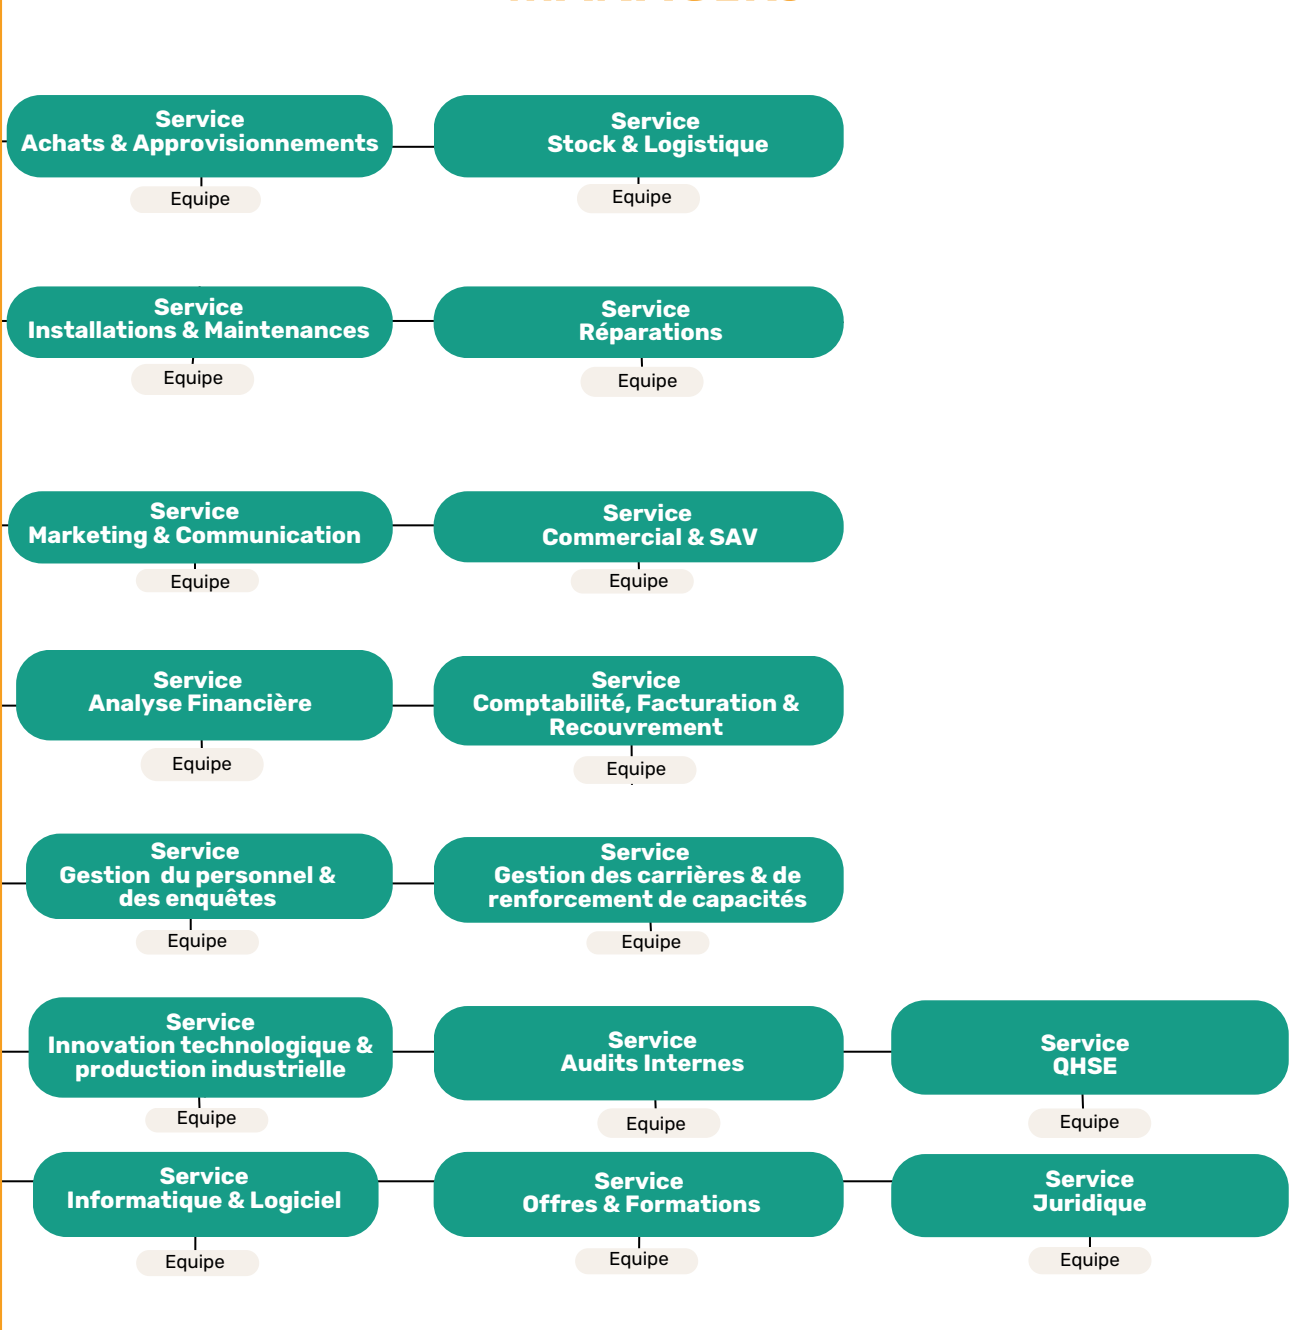 Service
Achats & Approvisionnements
Equipe
Service
Stock & Logistique
Equipe
Service
Installations & Maintenances
Equipe
Service
Réparations
Equipe
Service
Marketing & Communication
Equipe
Service
Commercial & SAV
Equipe
Service
Analyse Financière
Equipe
Service
Comptabilité, Facturation &
Recouvrement
Equipe
Service
Gestion  du personnel &
des enquêtes
Equipe
Service
Gestion des carrières & de
renforcement de capacités
Equipe
Service
Innovation technologique &
production industrielle
Equipe
Service
Audits Internes
Equipe
Service
QHSE
Equipe
Service
Informatique & Logiciel
Equipe
Service
Offres & Formations
Equipe
Service
Juridique
Equipe